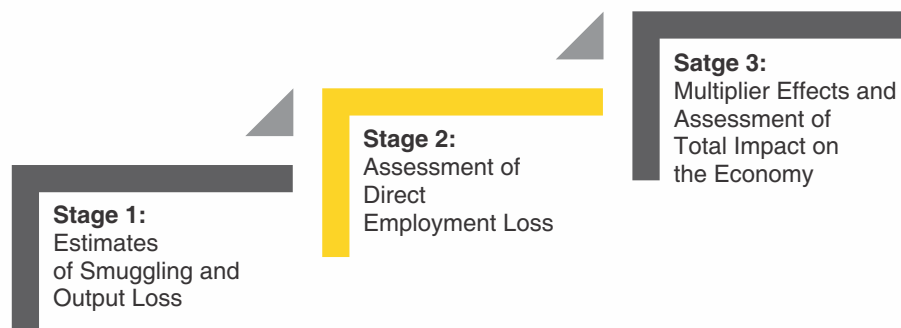 Stage 1:
Estimates
of Smuggling and
Output Loss
Stage 2:
Assessment of
Direct
Employment Loss
Satge 3:
Multiplier Effects and
Assessment of
Total Impact on
the Economy